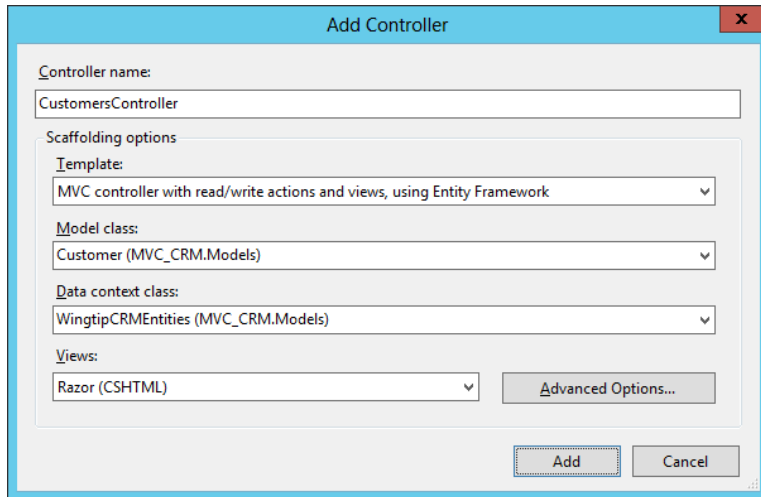 Add Controller
x
Controller name:
CustomersController
Scaffolding options
Template:
MVC controller with read/write actions and views, using Entity Framework
Model class:
Customer (MVC_CRM.Models)
Data context class:
WingtipCRMEntities (MVC_CRM.Models)
Views:
Razor (CSHTML)
Advanced Options...
Add
Cancel